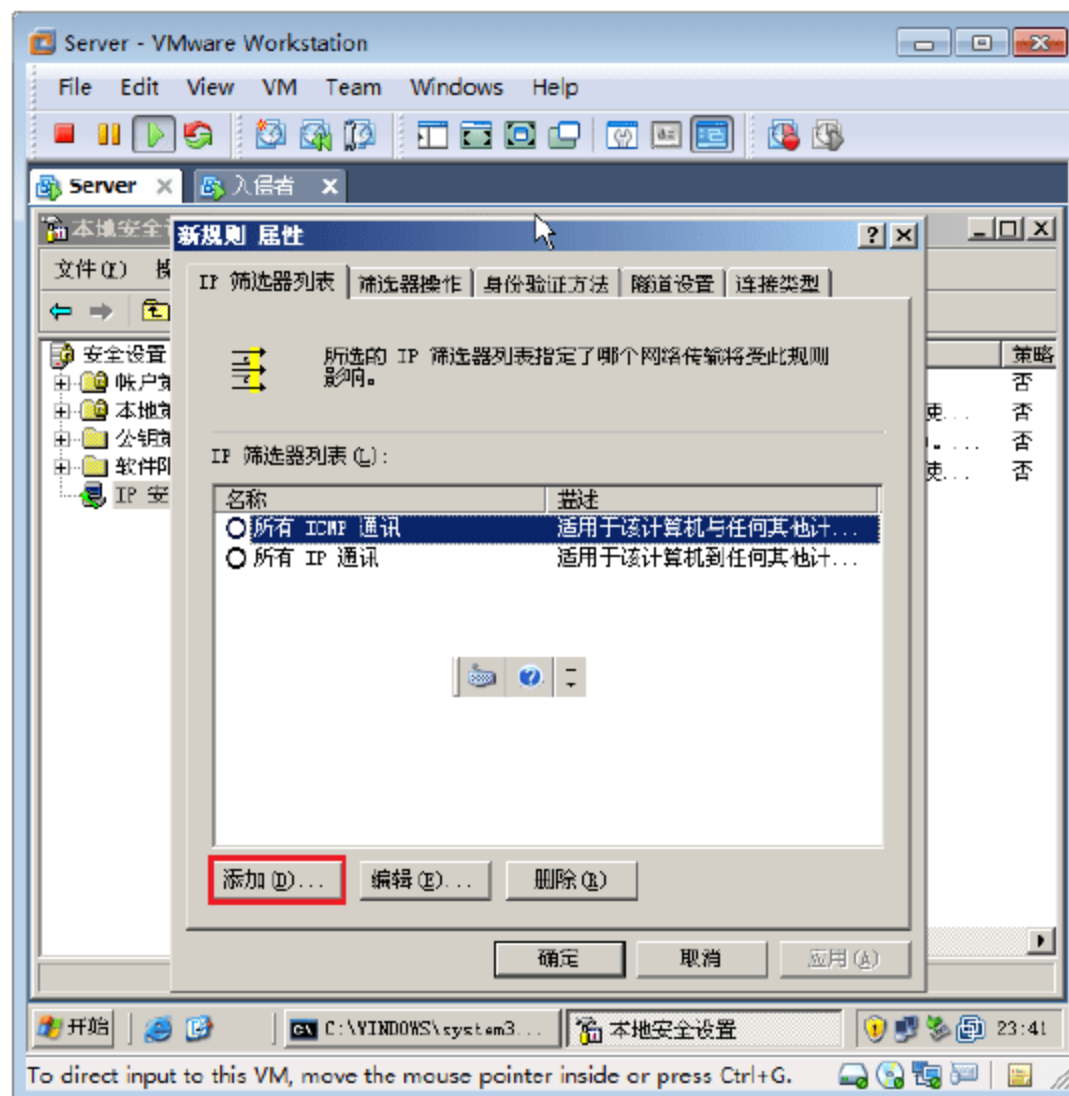 Server - VMware Workstation
File Edit View VM Team Windows Help
Server 入侵者
本地安全设
新规则 属性
文件(F) 操
IP 筛选器列表 筛选器操作 身份验证方法 隧道设置 连接类型
所选的 IP 筛选器列表指定了哪个网络传输将受此规则
影响。
安全设置
帐户策
本地策
公钥策
软件限
IP 安
策略
否
使... 否
... 否
使... 否
IP 筛选器列表(L):
名称 描述
所有 ICMP 通讯 适用于该计算机与任何其他计...
所有 IP 通讯 适用于该计算机到任何其他计...
添加(D)... 编辑(E)... 删除(R)
确定 取消 应用(A)
开始 C:\WINDOWS\system3... 本地安全设置 23:41
To direct input to this VM, move the mouse pointer inside or press Ctrl+G.